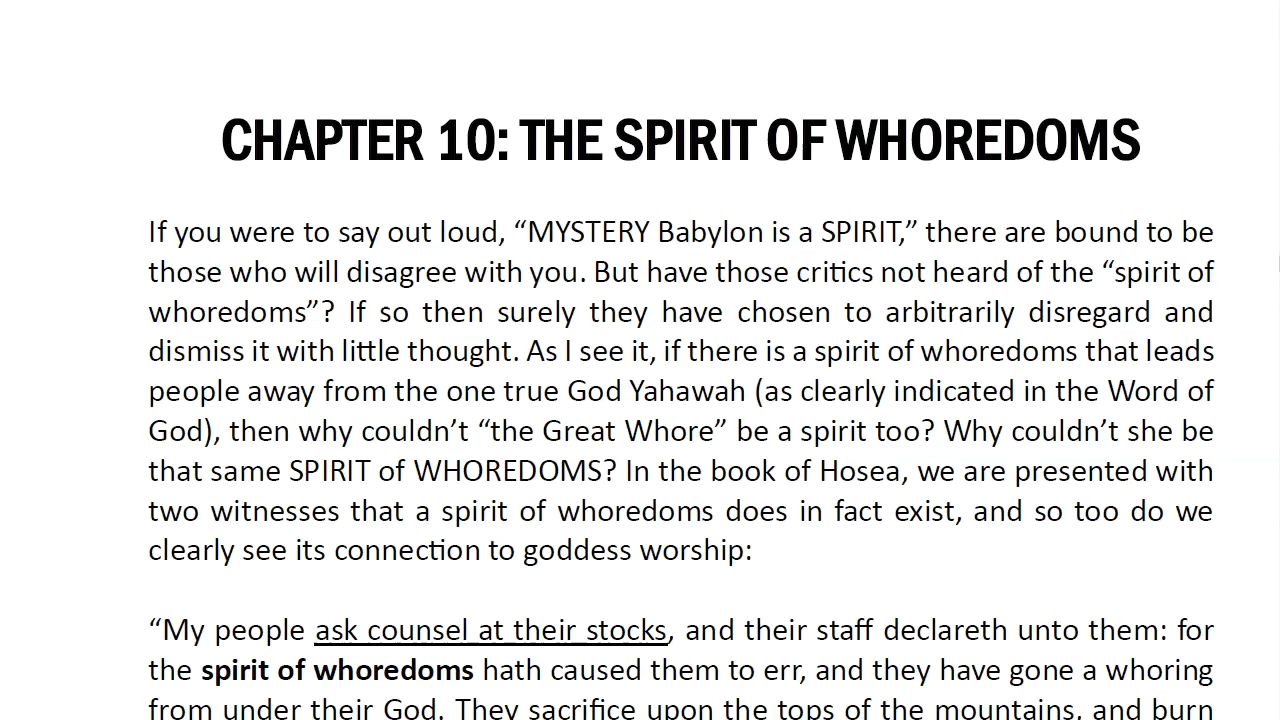 CHAPTER 10: THE SPIRIT OF WHOREDOMS
If you were to say out loud, “MYSTERY Babylon is a SPIRIT,” there are bound to be
those who will disagree with you. But have those critics not heard of the “spirit of
whoredoms”? If so then surely they have chosen to arbitrarily disregard and
dismiss it with little thought. As I see it, if there is a spirit of whoredoms that leads
people away from the one true God Yahawah (as clearly indicated in the Word of
God), then why couldn’t “the Great Whore” be a spirit too? Why couldn’t she be
that same SPIRIT of WHOREDOMS? In the book of Hosea, we are presented with
two witnesses that a spirit of whoredoms does in fact exist, and so too do we
clearly see its connection to goddess worship:
“My people ask counsel at their stocks, and their staff declareth unto them: for
the spirit of whoredoms hath caused them to err, and they have gone a whoring
from under their God. They sacrifice upon the tops of the mountains, and burn